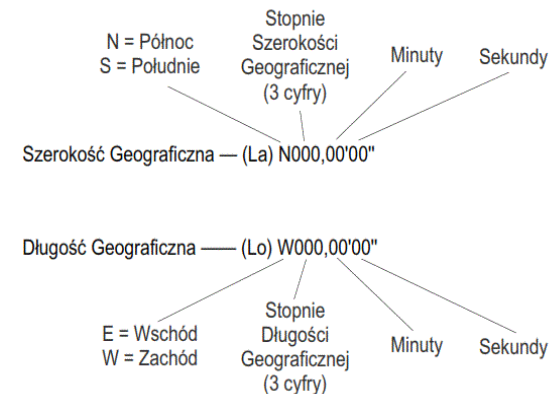 N = Północ
S = Południe
Stopnie
Szerokości
Geograficznej
(3 cyfry)
Minuty
Sekundy
Szerokość Geograficzna — (La) N000,00'00"
Długość Geograficzna —— (Lo) W000,00'00"
E = Wschód
W = Zachód
Stopnie
Długości
Geograficznej
(3 cyfry)
Minuty
Sekundy